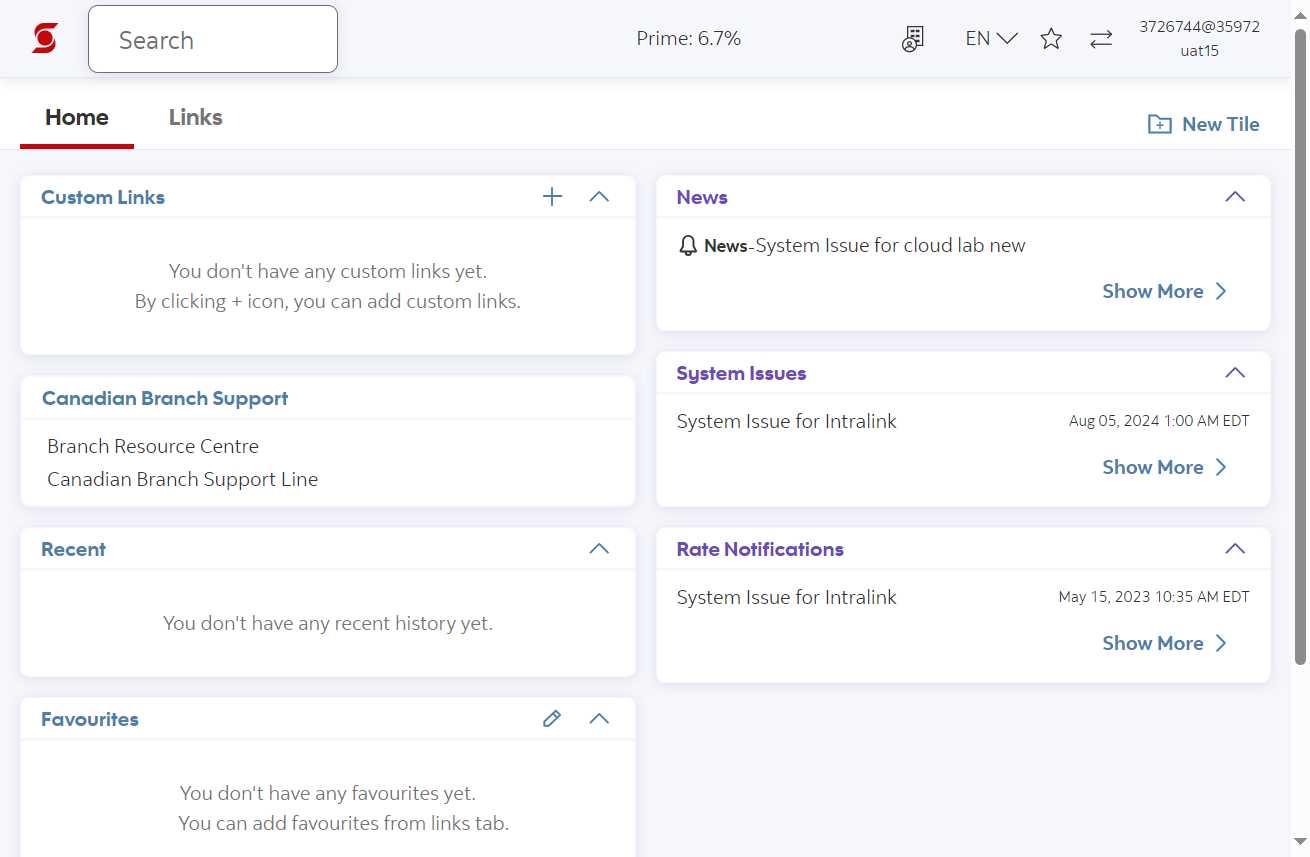 Search
Prime: 6.7%
EN
3726744@35972
uat15
Home
Links
New Tile
Custom Links
You don't have any custom links yet.
By clicking + icon, you can add custom links.
Canadian Branch Support
Branch Resource Centre
Canadian Branch Support Line
Recent
You don't have any recent history yet.
Favourites
You don't have any favourites yet.
You can add favourites from links tab.
News
News-System Issue for cloud lab new
Show More
System Issues
System Issue for Intralink Aug 05, 2024 1:00 AM EDT
Show More
Rate Notifications
System Issue for Intralink May 15, 2023 10:35 AM EDT
Show More